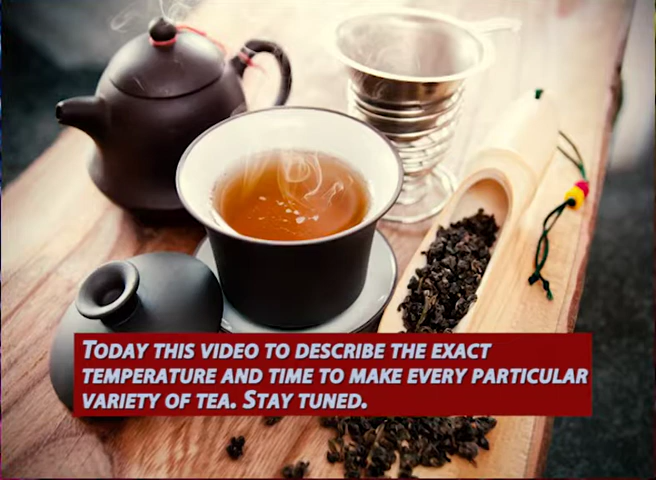 Today this video to describe the exact
temperature and time to make every particular
variety of tea. Stay tuned.